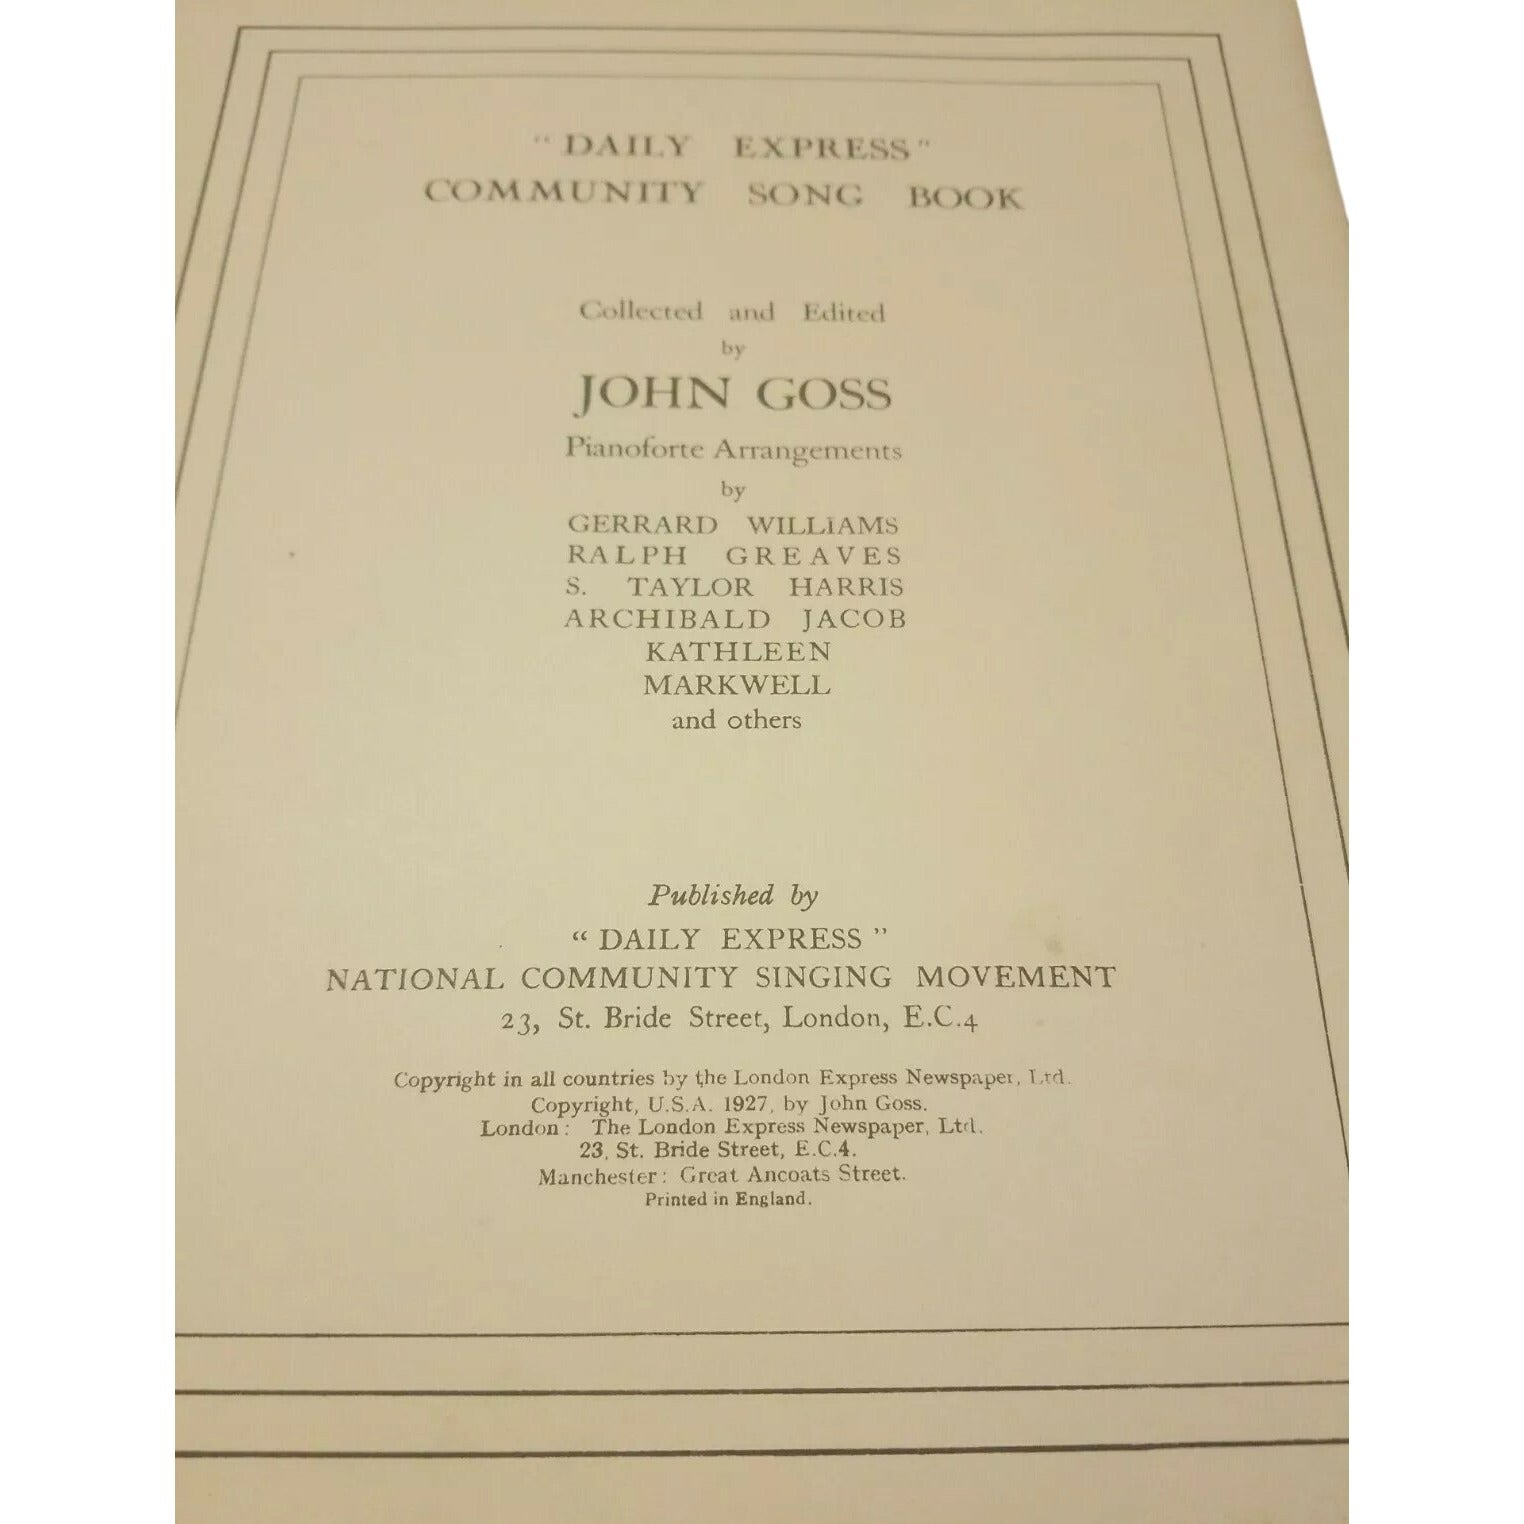 "DAILY EXPRESS"
COMMUNITY SONG BOOK
Collected and Edited
by
JOHN GOSS
Pianoforte Arrangements
by
GERRARD WILLIAMS
RALPH GREAVES
S. TAYLOR HARRIS
ARCHIBALD JACOB
KATHLEEN
MARKWELL
and others
Published by
"DAILY EXPRESS"
NATIONAL COMMUNITY SINGING MOVEMENT
23, St. Bride Street, London, E.C.4
Copyright in all countries by the London Express Newspaper, Ltd.
Copyright, U.S.A. 1927, by John Goss.
London: The London Express Newspaper, Ltd.
23, St. Bride Street, E.C.4.
Manchester: Great Ancoats Street.
Printed in England.